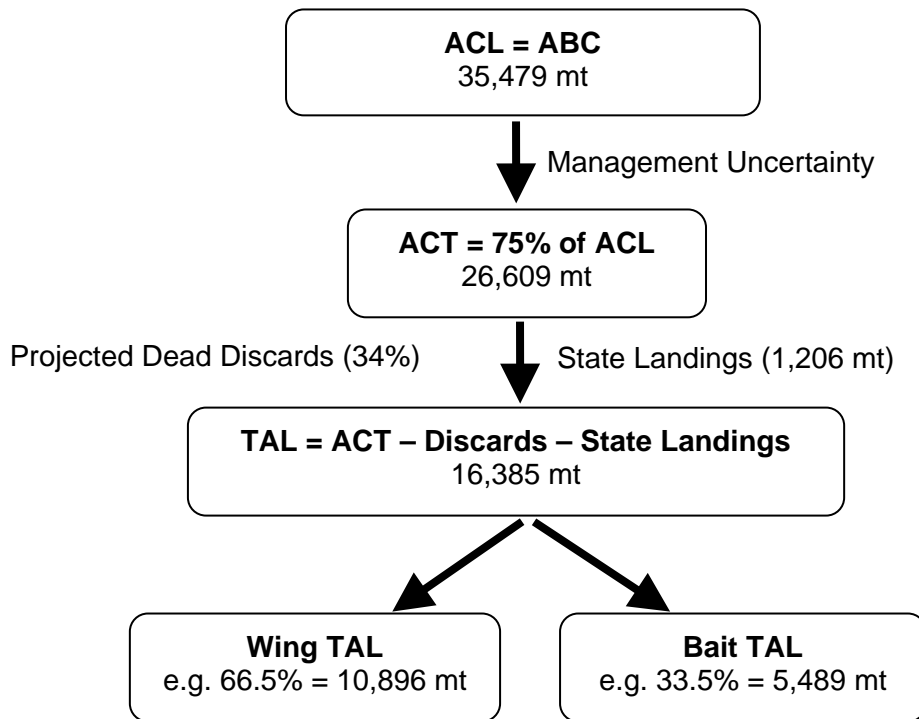 ACL = ABC
35,479 mt
Management Uncertainty
ACT = 75% of ACL
26,609 mt
Projected Dead Discards (34%)
State Landings (1,206 mt)
TAL = ACT – Discards – State Landings
16,385 mt
Wing TAL
e.g. 66.5% = 10,896 mt
Bait TAL
e.g. 33.5% = 5,489 mt